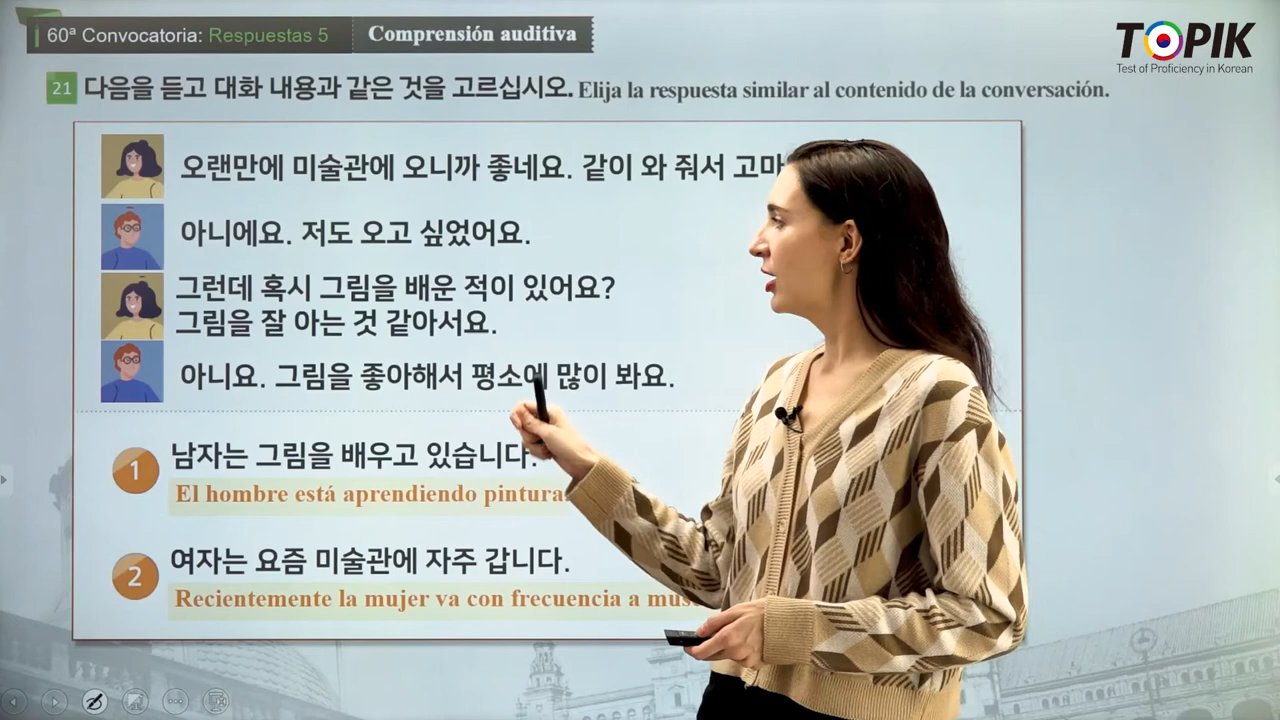 60ª Convocatoria: Respuestas 5
Comprensión auditiva
TOPIK
Test of Proficiency in Korean
21 다음을 듣고 대화 내용과 같은 것을 고르십시오. Elija la respuesta similar al contenido de la conversación.
오랜만에 미술관에 오니까 좋네요. 같이 와 줘서
아니에요. 저도 오고 싶었어요.
그런데 혹시 그림을 배운 적이 있어요?
그림을 잘 아는 것 같아서요.
아니요. 그림을 좋아해서 평소에 많이 봐요.
1 남자는 그림을 배우고 있습니다.
El hombre está aprendiendo pintura
2 여자는 요즘 미술관에 자주 갑니다.
Recientemente la mujer va con frecuencia a